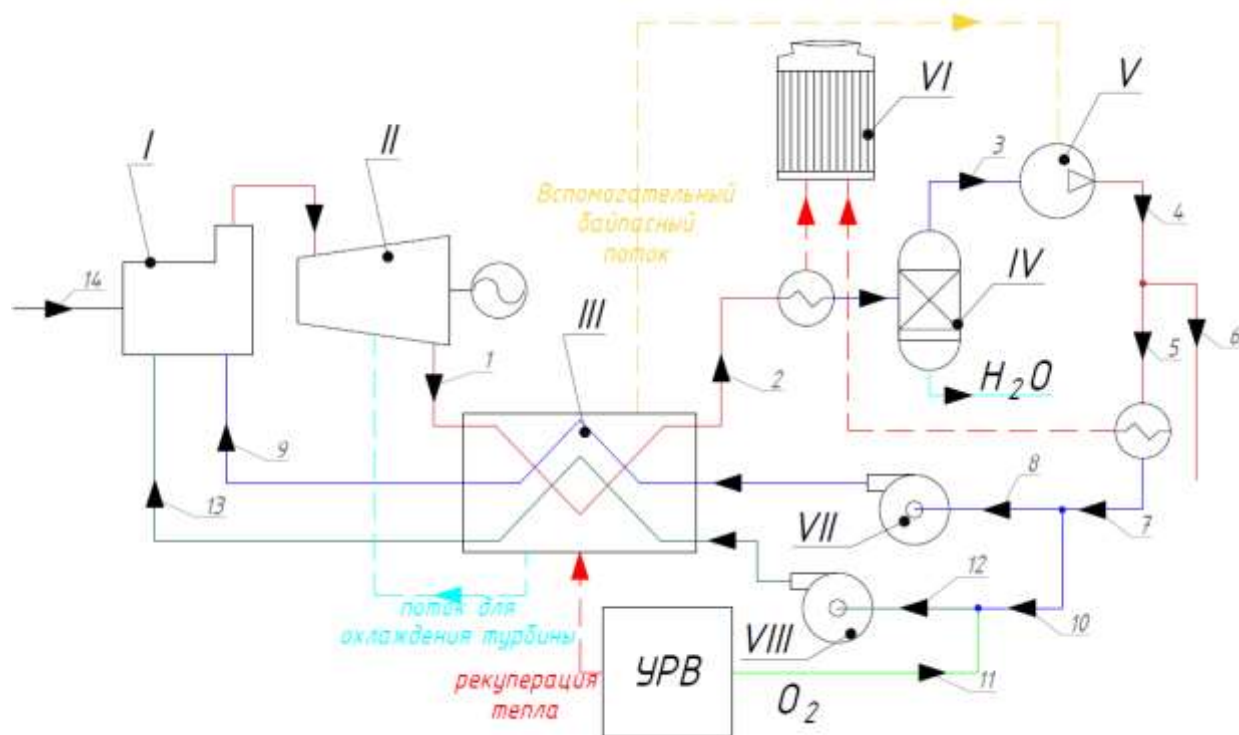 VI
V
3
I
II
Вспомогательный
байпасный
поток
4
IV
14
III
5
6
1
2
H2O
9
8
13
VII
7
12
поток для
охлаждения турбины
VIII
10
УРВ
рекуперация
тепла
11
O2